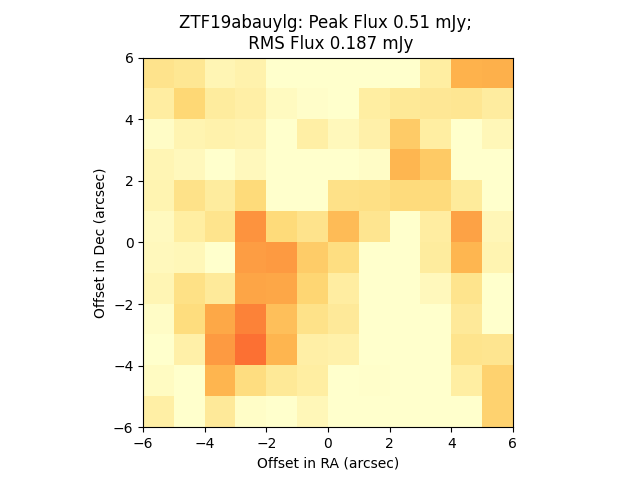 ZTF19abauylg: Peak Flux 0.51 mJy;
RMS Flux 0.187 mJy
6
4
2
0
−2
−4
−6
Offset in Dec (arcsec)
−6 −4 −2 0 2 4 6
Offset in RA (arcsec)